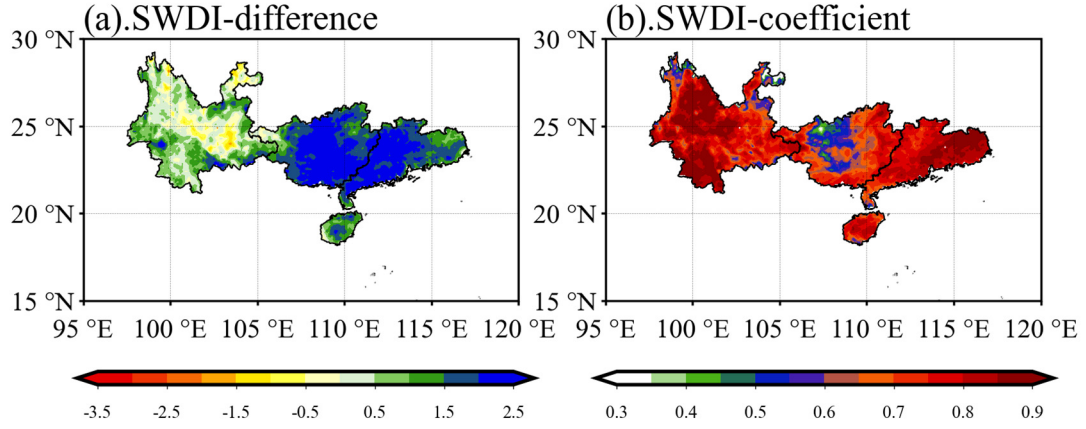 (a).SWDI-difference
(b).SWDI-coefficient
30 °N
25 °N
20 °N
15 °N
95 °E 100 °E 105 °E 110 °E 115 °E 120 °E
30 °N
25 °N
20 °N
15 °N
95 °E 100 °E 105 °E 110 °E 115 °E 120 °E
-3.5 -2.5 -1.5 -0.5 0.5 1.5 2.5
0.3 0.4 0.5 0.6 0.7 0.8 0.9